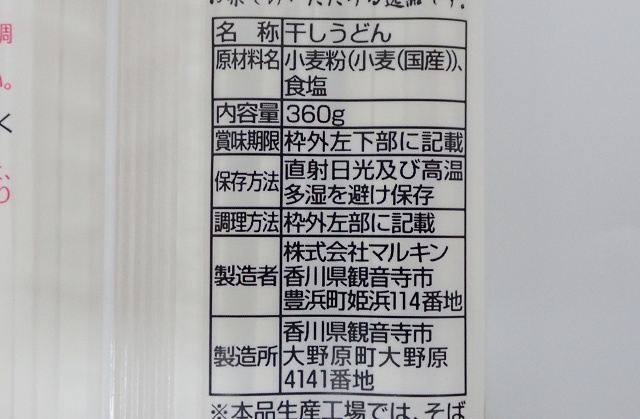 調
。
く
り
名 称 干しうどん
原材料名 小麦粉(小麦(国産))、
食塩
内容量 360g
賞味期限 枠外左下部に記載
保存方法 直射日光及び高温
多湿を避け保存
調理方法 枠外左部に記載
製造者 株式会社マルキン
香川県観音寺市
豊浜町姫浜114番地
製造所 香川県観音寺市
大野原町大野原
4141番地
※本品生産工場では、そば